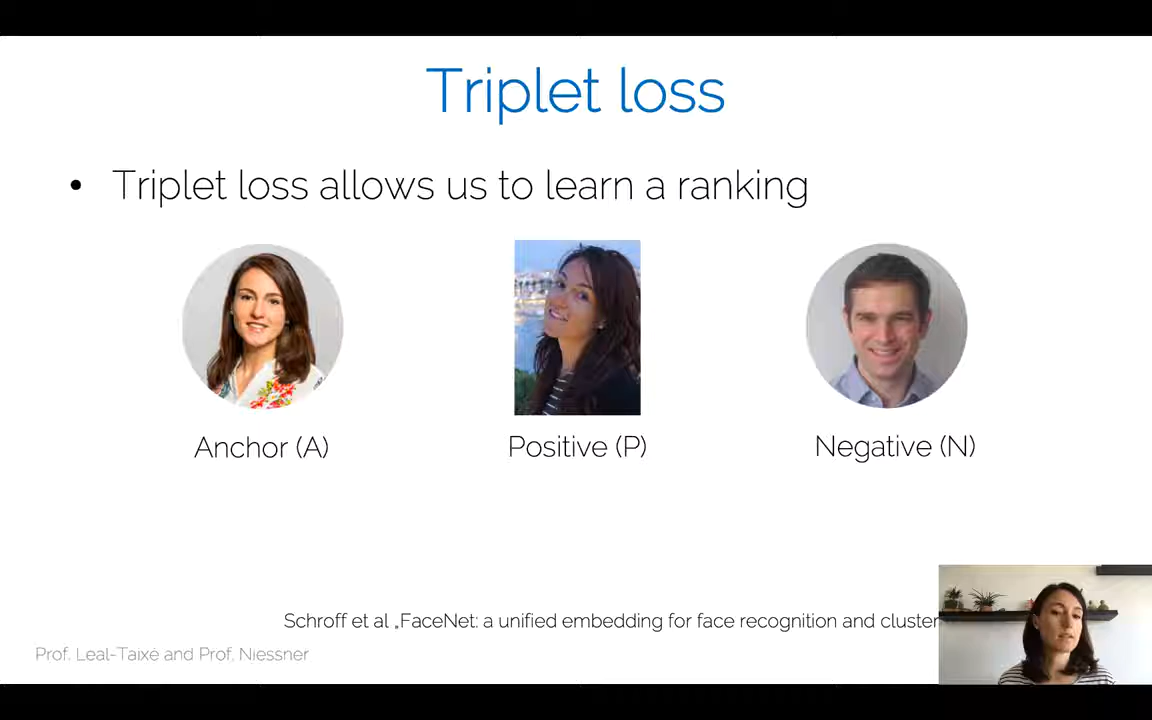 Triplet loss
• Triplet loss allows us to learn a ranking
Anchor (A)
Positive (P)
Negative (N)
Schroff et al „FaceNet: a unified embedding for face recognition and cluster
Prof. Leal-Taixé and Prof. Niessner